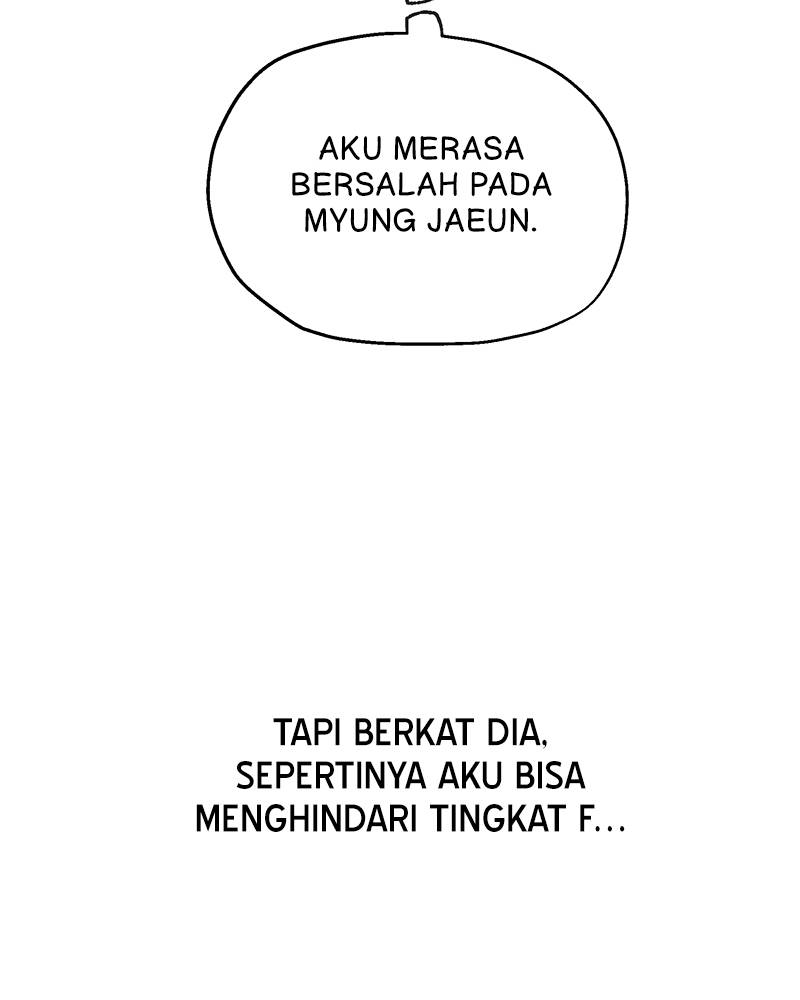 AKU MERASA
BERSALAH PADA
MYUNG JAEUN.
TAPI BERKAT DIA,
SEPERTINYA AKU BISA
MENGHINDARI TINGKAT F...